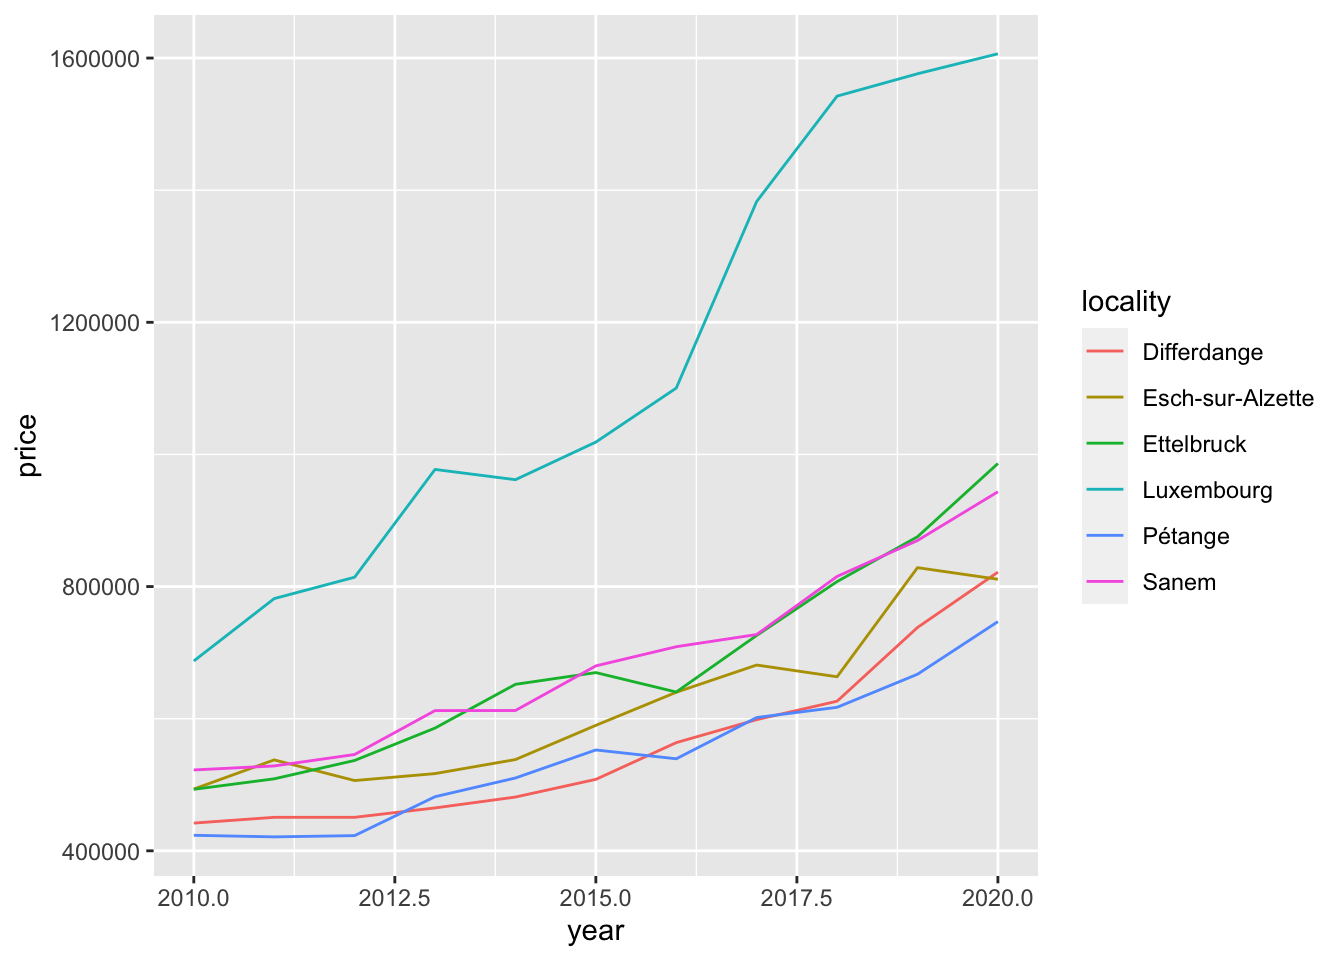 1600000
1200000
800000
400000
price
2010.0 2012.5 2015.0 2017.5 2020.0
year
locality
Differdange
Esch-sur-Alzette
Ettelbruck
Luxembourg
Pétange
Sanem